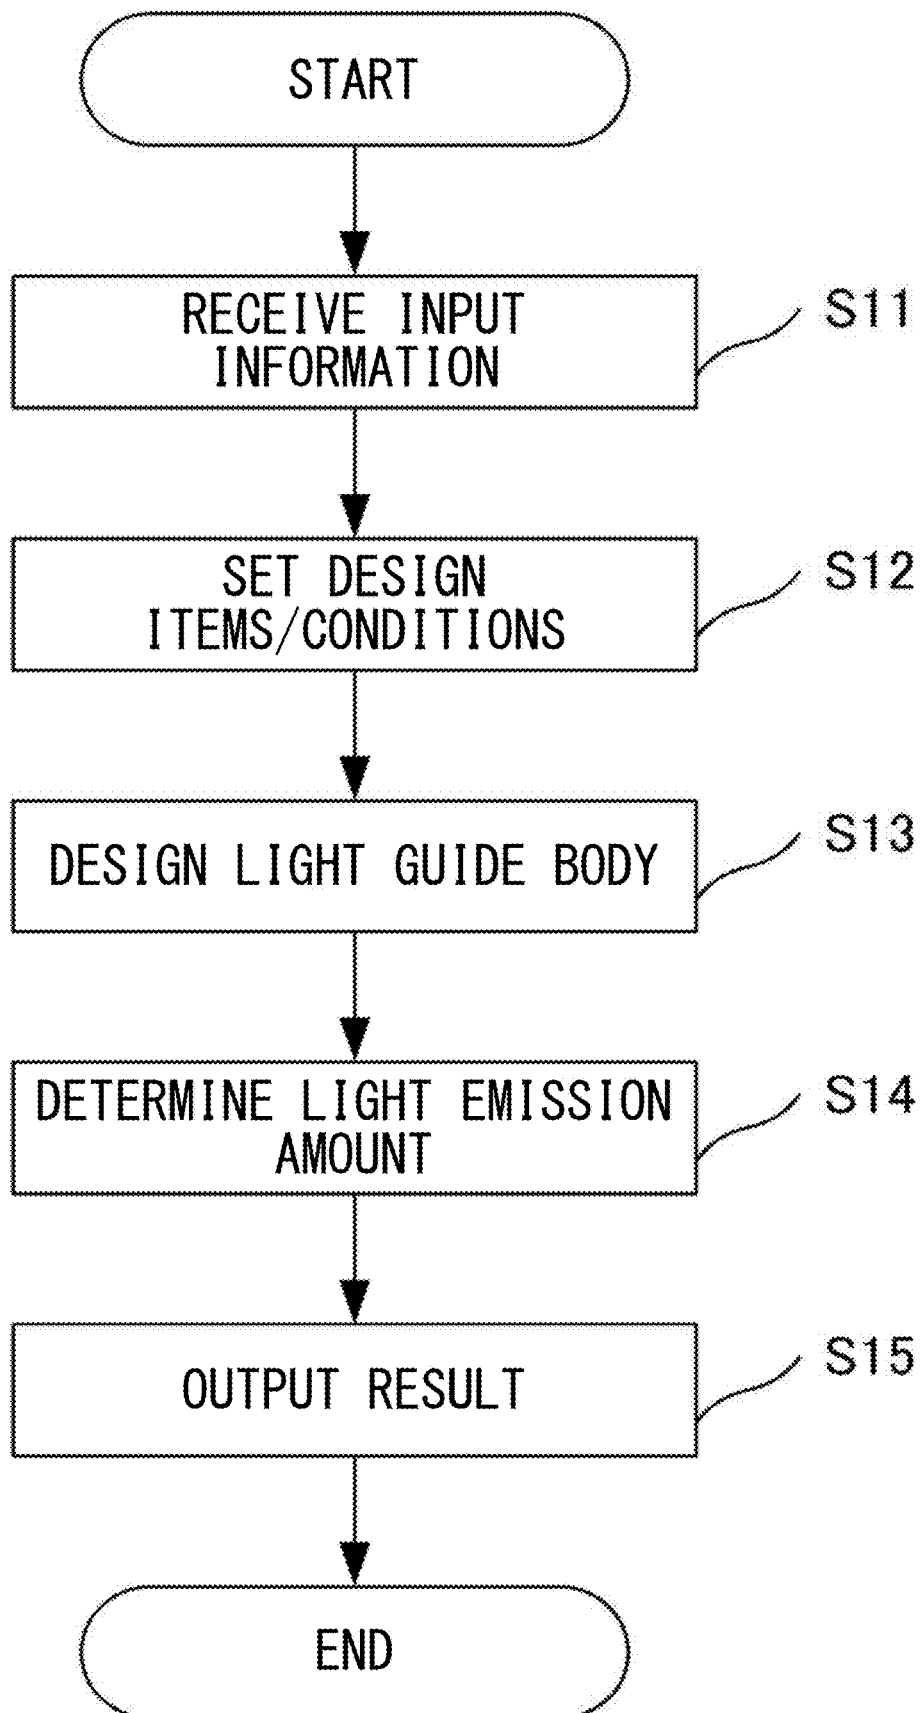 START
RECEIVE INPUT
INFORMATION
S11
SET DESIGN
ITEMS/CONDITIONS
S12
DESIGN LIGHT GUIDE BODY
S13
DETERMINE LIGHT EMISSION
AMOUNT
S14
OUTPUT RESULT
S15
END